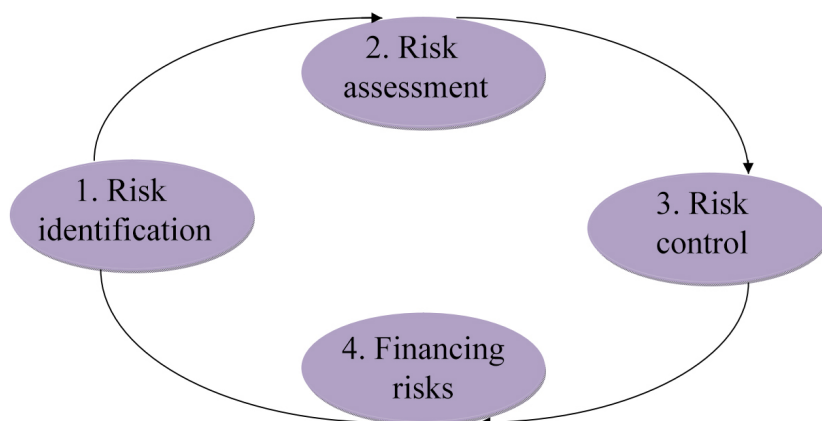 1. Risk
identification
2. Risk
assessment
3. Risk
control
4. Financing
risks